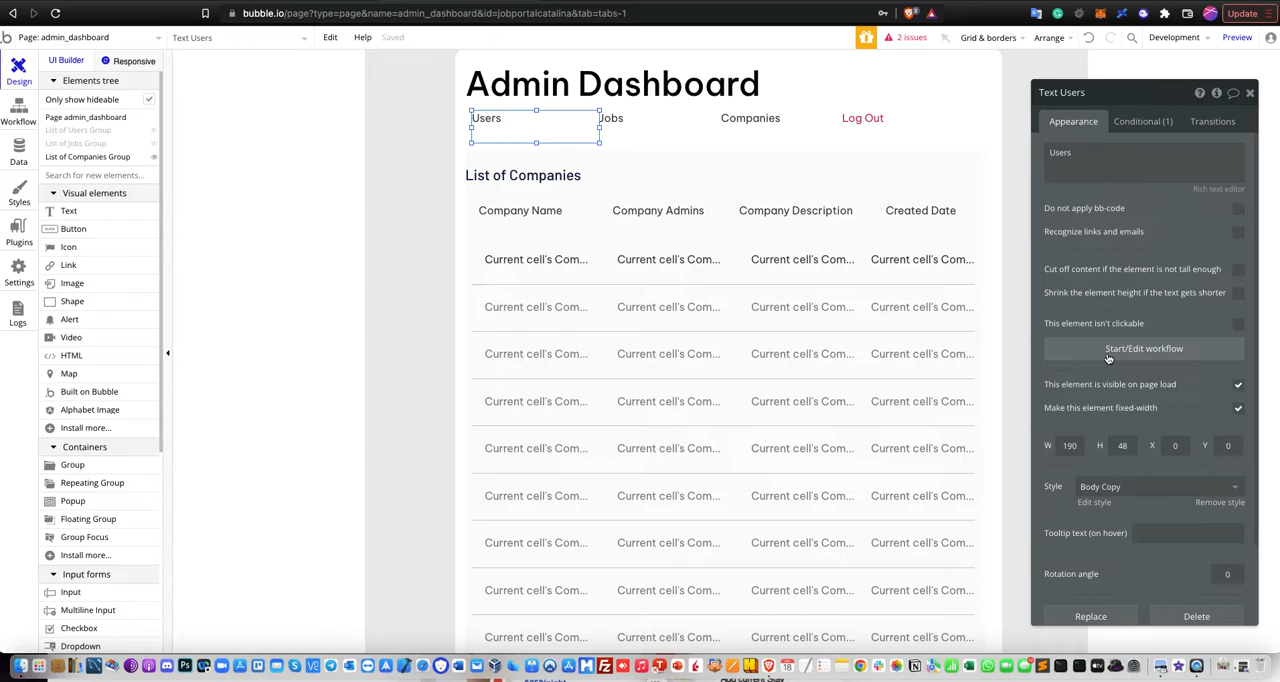 bubble.io/page?type=page&name=admin_dashboard&id=jobportalcatalina&tab=tabs-1
Update
Page: admin_dashboard
Text Users
Edit
Help
Saved
2 issues
Grid & borders
Arrange
Development
Preview
Design
Workflow
Data
Styles
Plugins
Settings
Logs
UI Builder
Responsive
Elements tree
Only show hideable
Page admin_dashboard
List of Users Group
List of Jobs Group
List of Companies Group
Search for new elements...
Visual elements
Text
Button
Icon
Link
Image
Shape
Alert
Video
HTML
Map
Built on Bubble
Alphabet Image
Install more...
Containers
Group
Repeating Group
Popup
Floating Group
Group Focus
Install more...
Input forms
Input
Multiline Input
Checkbox
Dropdown
Admin Dashboard
Users Jobs Companies Log Out
List of Companies
Company Name Company Admins Company Description Created Date
Current cell's Com... Current cell's Com... Current cell's Com... Current cell's Com...
Current cell's Com... Current cell's Com... Current cell's Com... Current cell's Com...
Current cell's Com... Current cell's Com... Current cell's Com... Current cell's Com...
Current cell's Com... Current cell's Com... Current cell's Com... Current cell's Com...
Current cell's Com... Current cell's Com... Current cell's Com... Current cell's Com...
Current cell's Com... Current cell's Com... Current cell's Com... Current cell's Com...
Current cell's Com... Current cell's Com... Current cell's Com... Current cell's Com...
Current cell's Com... Current cell's Com... Current cell's Com... Current cell's Com...
Current cell's Com... Current cell's Com... Current cell's Com... Current cell's Com...
Text Users
Appearance Conditional (1) Transitions
Users
Rich text editor
Do not apply bb-code
Recognize links and emails
Cut off content if the element is not tall enough
Shrink the element height if the text gets shorter
This element isn't clickable
Start/Edit workflow
This element is visible on page load
Make this element fixed-width
W 190 H 48 X 0 Y 0
Style Body Copy
Edit style Remove style
Tooltip text (on hover)
Rotation angle 0
Replace Delete